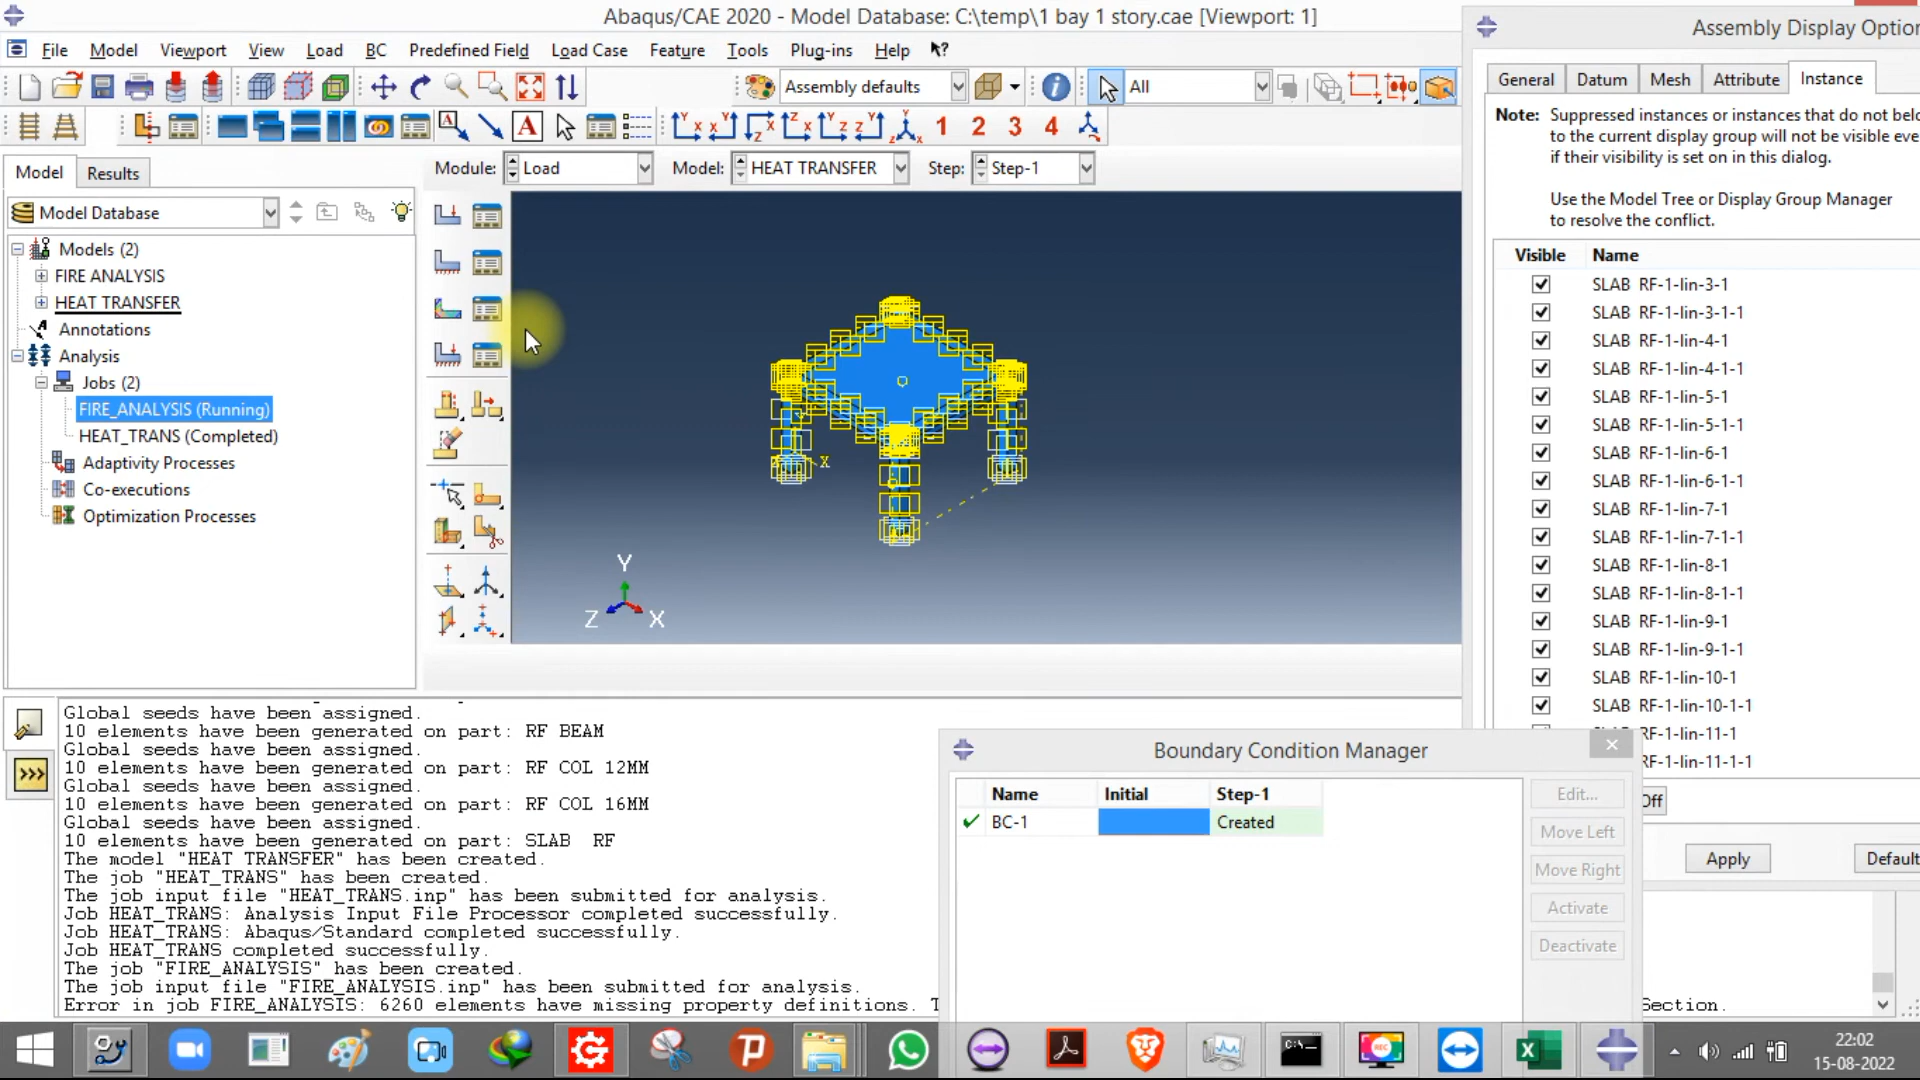 Abaqus/CAE 2020 - Model Database: C:\temp\1 bay 1 story.cae [Viewport: 1]
File Model Viewport View Load BC Predefined Field Load Case Feature Tools Plug-ins Help
Assembly defaults
All
A
1 2 3 4
Model Results
Module: Load Model: HEAT TRANSFER Step: Step-1
Model Database
Models (2)
FIRE ANALYSIS
HEAT TRANSFER
Annotations
Analysis
Jobs (2)
FIRE_ANALYSIS (Running)
HEAT_TRANS (Completed)
Adaptivity Processes
Co-executions
Optimization Processes
X
Y
Z X
Assembly Display Optio
General Datum Mesh Attribute Instance
Note: Suppressed instances or instances that do not belo
to the current display group will not be visible eve
if their visibility is set on in this dialog.
Use the Model Tree or Display Group Manager
to resolve the conflict.
Visible Name
SLAB RF-1-lin-3-1
SLAB RF-1-lin-3-1-1
SLAB RF-1-lin-4-1
SLAB RF-1-lin-4-1-1
SLAB RF-1-lin-5-1
SLAB RF-1-lin-5-1-1
SLAB RF-1-lin-6-1
SLAB RF-1-lin-6-1-1
SLAB RF-1-lin-7-1
SLAB RF-1-lin-7-1-1
SLAB RF-1-lin-8-1
SLAB RF-1-lin-8-1-1
SLAB RF-1-lin-9-1
SLAB RF-1-lin-9-1-1
SLAB RF-1-lin-10-1
SLAB RF-1-lin-10-1-1
RF-1-lin-11-1
RF-1-lin-11-1-1
Off
Apply Default
Global seeds have been assigned.
10 elements have been generated on part: RF BEAM
Global seeds have been assigned.
10 elements have been generated on part: RF COL 12MM
Global seeds have been assigned.
10 elements have been generated on part: RF COL 16MM
Global seeds have been assigned.
10 elements have been generated on part: SLAB RF
The model "HEAT TRANSFER" has been created.
The job "HEAT_TRANS" has been created.
The job input file "HEAT_TRANS.inp" has been submitted for analysis.
Job HEAT_TRANS: Analysis Input File Processor completed successfully.
Job HEAT_TRANS: Abaqus/Standard completed successfully.
Job HEAT_TRANS completed successfully.
The job "FIRE_ANALYSIS" has been created.
The job input file "FIRE_ANALYSIS.inp" has been submitted for analysis.
Error in job FIRE_ANALYSIS: 6260 elements have missing property definitions. T
Section.
Boundary Condition Manager
Name Initial Step-1
BC-1 Created
Edit...
Move Left
Move Right
Activate
Deactivate
22:02
15-08-2022